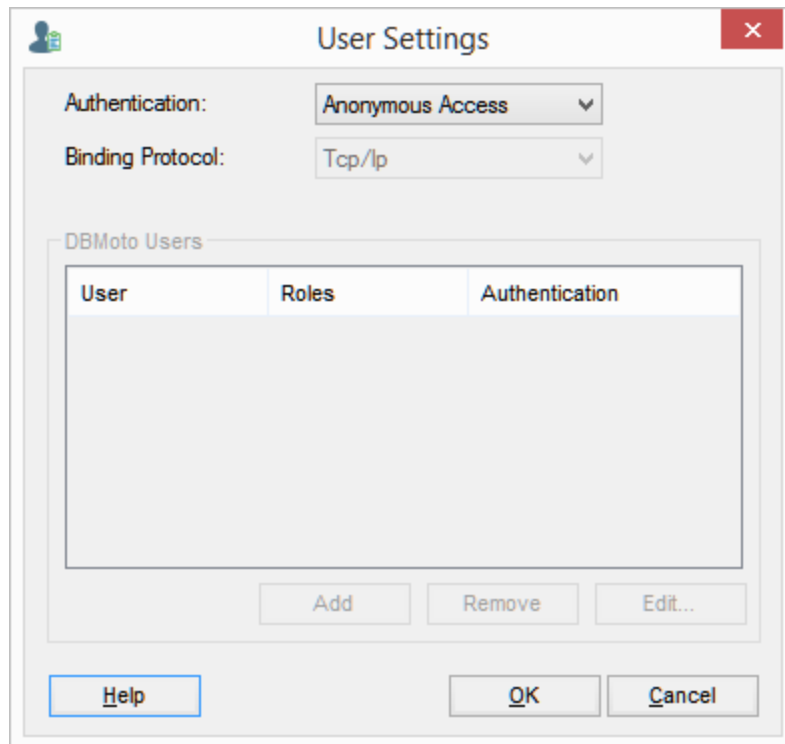 User Settings
Authentication: Anonymous Access
Binding Protocol: Tcp/Ip
DBMoto Users
User Roles Authentication
Add Remove Edit...
Help OK Cancel